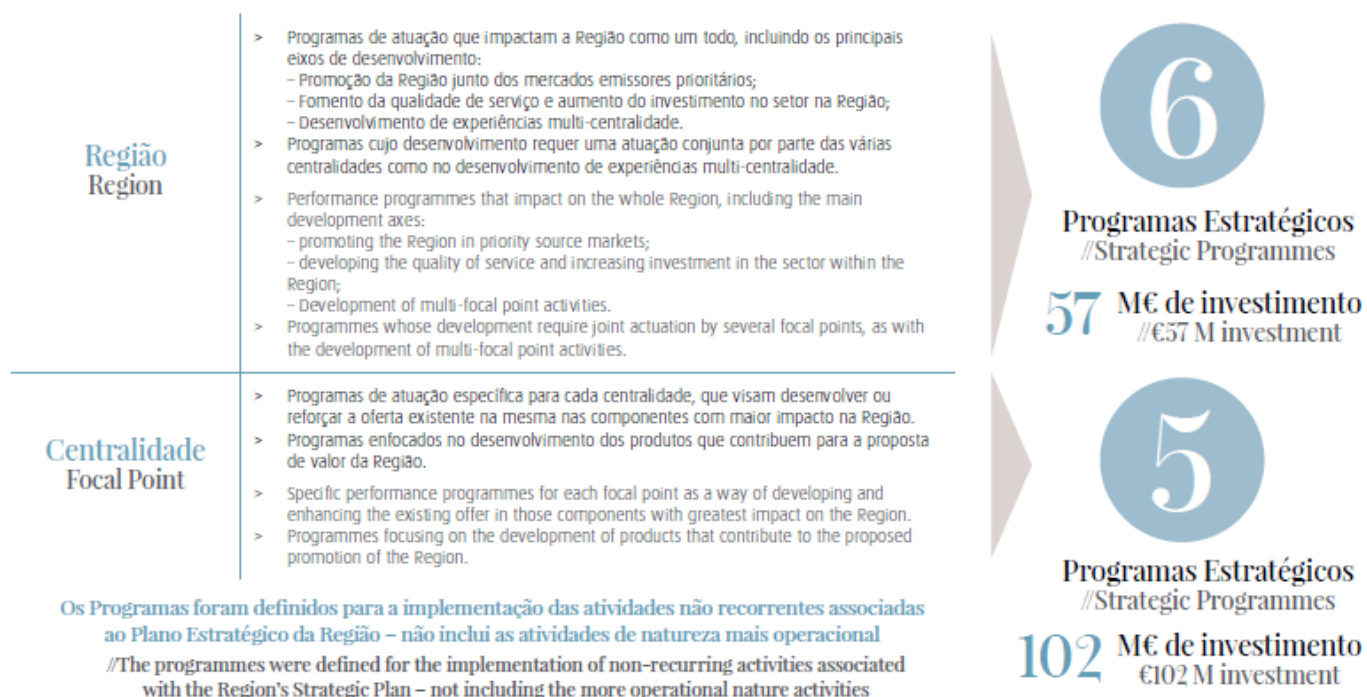 Região
Region
> Programas de atuação que impactam a Região como um todo, incluindo os principais
eixos de desenvolvimento:
– Promoção da Região junto dos mercados emissores prioritários;
– Fomento da qualidade de serviço e aumento do investimento no setor na Região;
– Desenvolvimento de experiências multi-centralidade.
> Programas cujo desenvolvimento requer uma atuação conjunta por parte das várias
centralidades como no desenvolvimento de experiências multi-centralidade.
> Performance programmes that impact on the whole Region, including the main
development axes:
– promoting the Region in priority source markets;
– developing the quality of service and increasing investment in the sector within the
Region;
– Development of multi-focal point activities.
> Programmes whose development require joint actuation by several focal points, as with
the development of multi-focal point activities.
6
Programas Estratégicos
//Strategic Programmes
57 M€ de investimento
//€57 M investment
Centralidade
Focal Point
> Programas de atuação específica para cada centralidade, que visam desenvolver ou
reforçar a oferta existente na mesma nas componentes com maior impacto na Região.
> Programas enfocados no desenvolvimento dos produtos que contribuem para a proposta
de valor da Região.
> Specific performance programmes for each focal point as a way of developing and
enhancing the existing offer in those components with greatest impact on the Region.
> Programmes focusing on the development of products that contribute to the proposed
promotion of the Region.
5
Programas Estratégicos
//Strategic Programmes
102 M€ de investimento
€102 M investment
Os Programas foram definidos para a implementação das atividades não recorrentes associadas
ao Plano Estratégico da Região – não inclui as atividades de natureza mais operacional
//The programmes were defined for the implementation of non-recurring activities associated
with the Region's Strategic Plan – not including the more operational nature activities